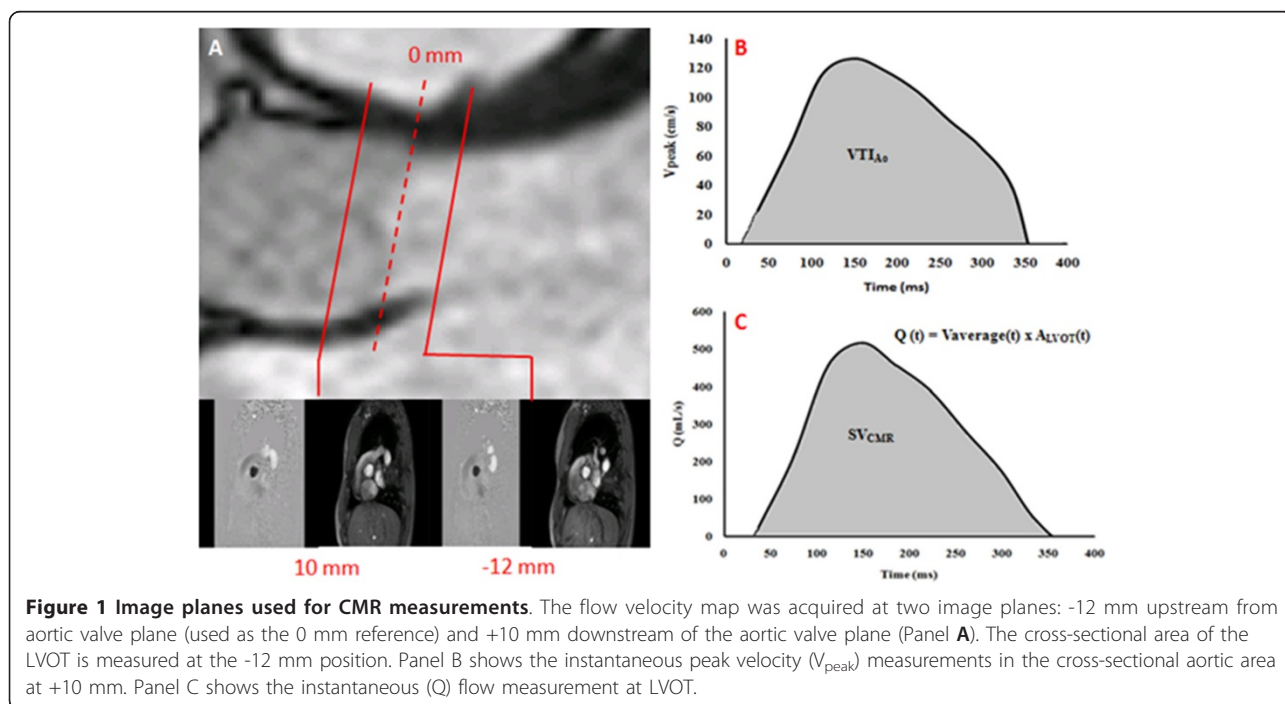 A
0 mm
10 mm
-12 mm
B
Vpeak (cm/s)
140
120
100
80
60
40
20
0
VTIAo
0 50 100 150 200 250 300 350 400
Time (ms)
C
Q (t) = Vaverage(t) x ALVOT(t)
Q (mL/s)
600
500
400
300
200
100
0
SVCMR
0 50 100 150 200 250 300 350 400
Time (ms)
Figure 1 Image planes used for CMR measurements. The flow velocity map was acquired at two image planes: -12 mm upstream from
aortic valve plane (used as the 0 mm reference) and +10 mm downstream of the aortic valve plane (Panel A). The cross-sectional area of the
LVOT is measured at the -12 mm position. Panel B shows the instantaneous peak velocity (Vpeak) measurements in the cross-sectional aortic area
at +10 mm. Panel C shows the instantaneous (Q) flow measurement at LVOT.